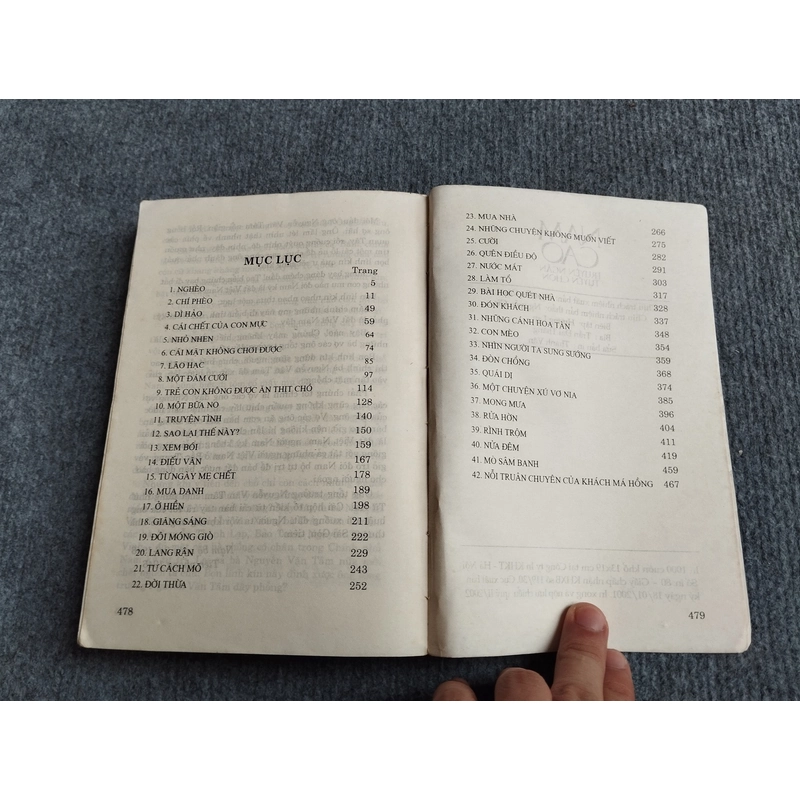 MỤC LỤC
Trang
1. NGHÈO 5
2. CHÍ PHÈO 11
3. DÌ HẢO 49
4. CÁI CHẾT CỦA CON MỰC 59
5. NHỎ NHEN 64
6. CÁI MẶT KHÔNG CHƠI ĐƯỢC 74
7. LÃO HẠC 85
8. MỘT ĐÁM CƯỚI 97
9. TRẺ CON KHÔNG ĐƯỢC ĂN THỊT CHÓ 114
10. MỘT BỮA NO 128
11. TRUYỆN TÌNH 140
12. SAO LẠI THẾ NÀY? 150
13. XEM BÓI 159
14. ĐIẾU VĂN 167
15. TỪ NGÀY MẸ CHẾT 178
16. MUA DANH 189
17. Ở HIỀN 198
18. GIĂNG SÁNG 211
19. ĐÔI MÓNG GIÒ 222
20. LANG RẬN 229
21. TƯ CÁCH MÕ 243
22. ĐỜI THỪA 252
478
23. MUA NHÀ 266
24. NHỮNG CHUYỆN KHÔNG MUỐN VIẾT 275
25. CƯỜI 282
26. QUÊN ĐIỀU ĐỘ 291
27. NƯỚC MẮT 303
28. LÀM TỔ 317
29. BÀI HỌC QUÉT NHÀ 328
30. ĐÓN KHÁCH 337
31. NHỮNG CÁNH HOA TÀN 348
32. CON MÈO 354
33. NHÌN NGƯỜI TA SUNG SƯỚNG 359
34. ĐÒN CHỒNG 368
35. QUÁI DỊ 374
36. MỘT CHUYỆN XÚ VƠ NIA 385
37. MONG MƯA 396
38. RỬA HỜN 404
39. RÌNH TRỘM 411
40. NỬA ĐÊM 419
41. MÒ SÂM BANH 459
42. NỖI TRUÂN CHUYÊN CỦA KHÁCH MÁ HỒNG 467
479